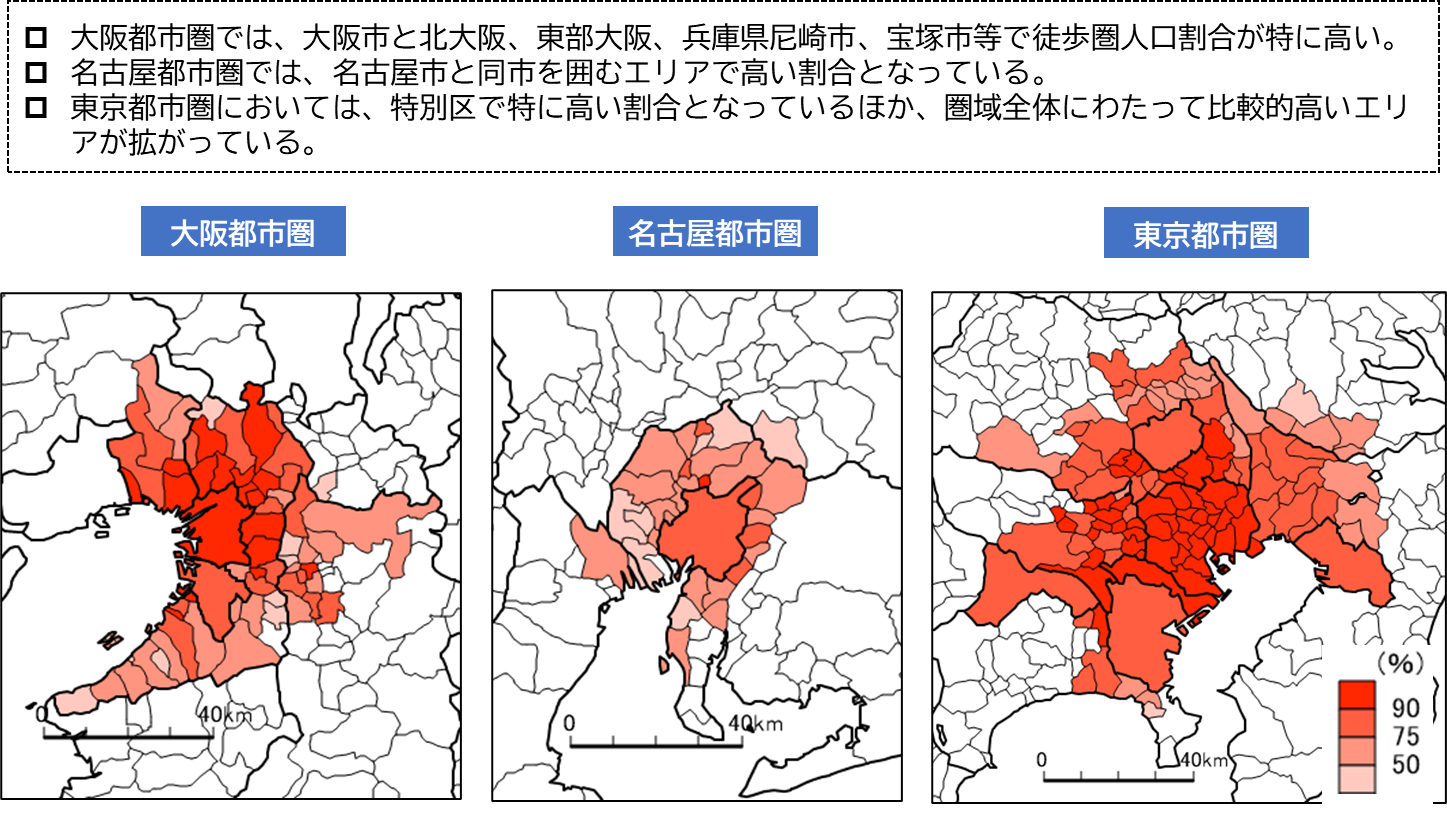 大阪都市圏では、大阪市と北大阪、東部大阪、兵庫県尼崎市、宝塚市等で徒歩圏人口割合が特に高い。
名古屋都市圏では、名古屋市と同市を囲むエリアで高い割合となっている。
東京都市圏においては、特別区で特に高い割合となっているほか、圏域全体にわたって比較的高いエリ
アが拡がっている。
大阪都市圏
名古屋都市圏
東京都市圏
0 40km
0 40km
0 40km
(%)
90
75
50